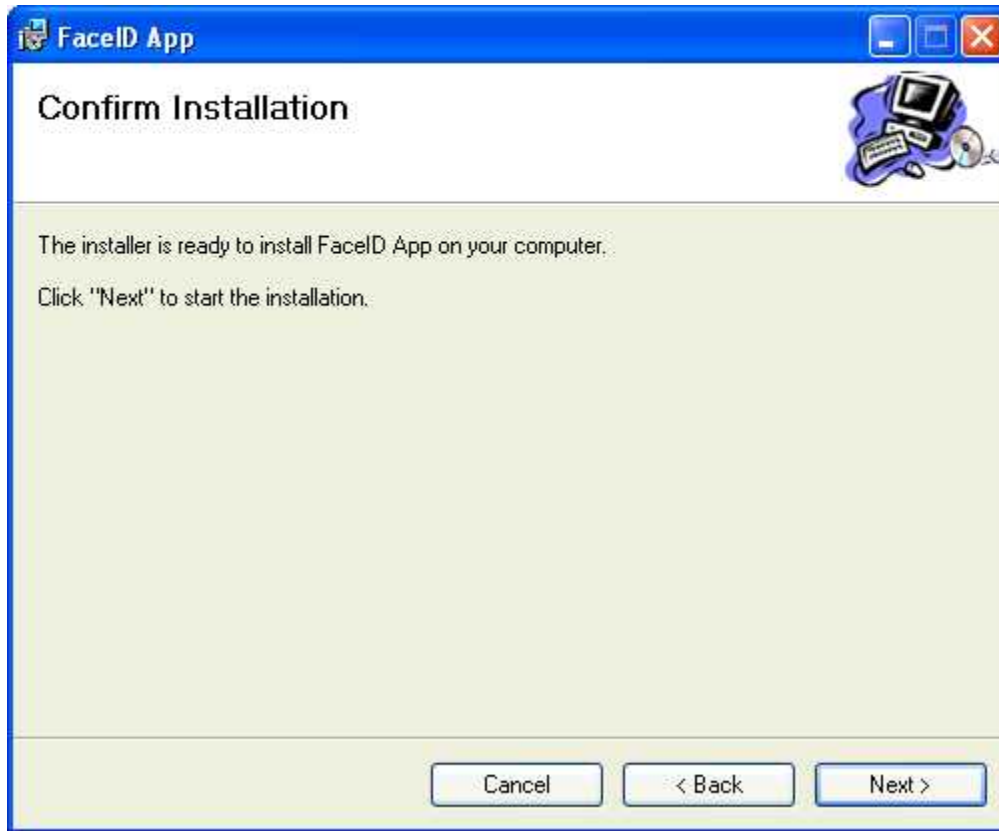 FaceID App
Confirm Installation
The installer is ready to install FaceID App on your computer.
Click "Next" to start the installation.
Cancel
< Back
Next >